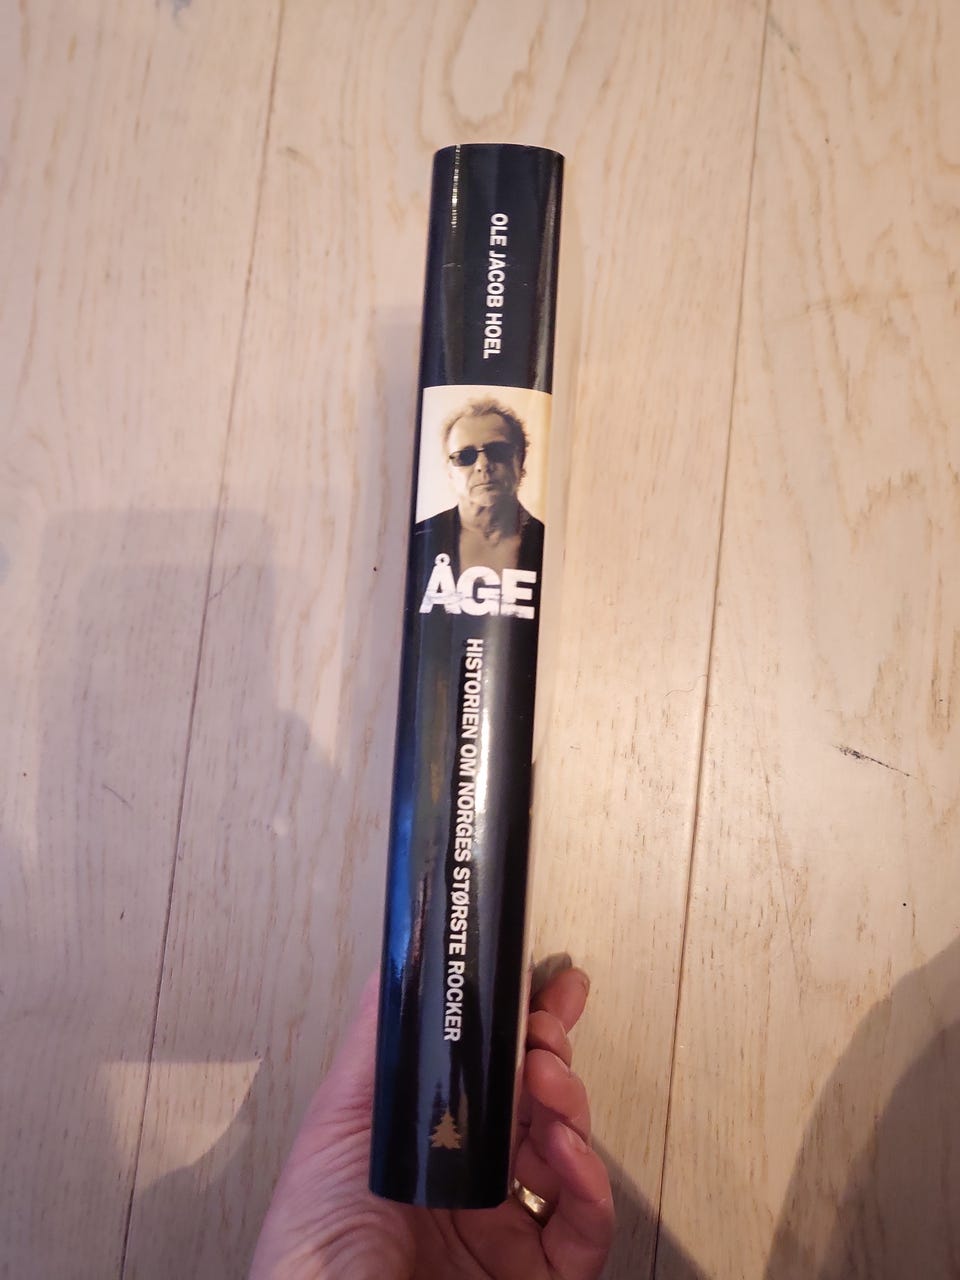 OLE JACOB HOEL
ÅGE
HISTORIEN OM NORGES STØRSTE ROCKER